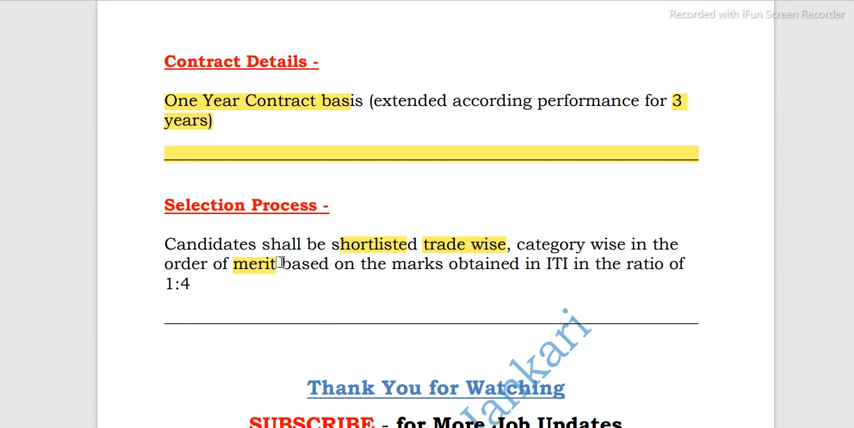 Recorded with iFun Screen Recorder
Contract Details -
One Year Contract basis (extended according performance for 3
years)
Selection Process -
Candidates shall be shortlisted trade wise, category wise in the
order of merit based on the marks obtained in ITI in the ratio of
1:4
Jankari
Thank You for Watching
SUBSCRIBE - for More Job Updates